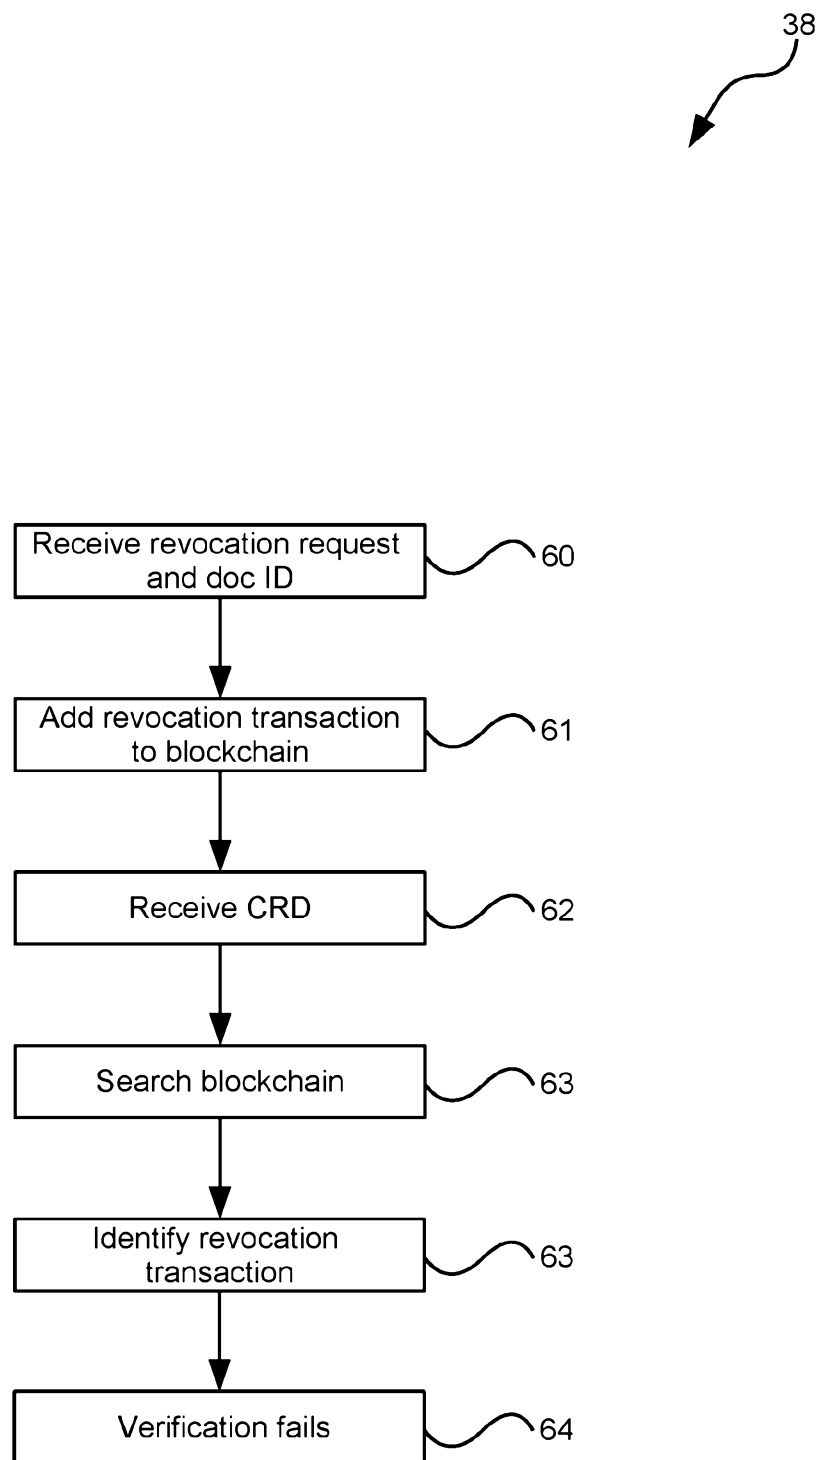 38
Receive revocation request
and doc ID
60
Add revocation transaction
to blockchain
61
Receive CRD
62
Search blockchain
63
Identify revocation
transaction
63
Verification fails
64